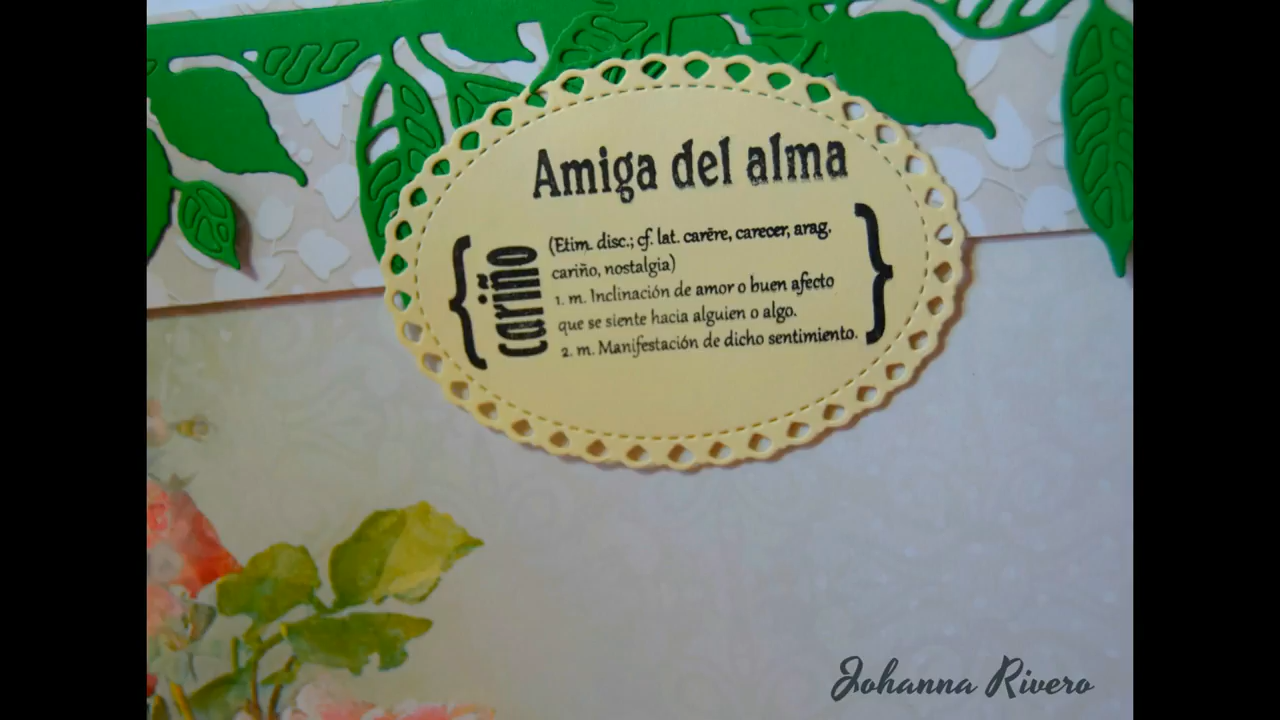 Amiga del alma
{ cariño }
(Etim. disc.; cf. lat. carēre, carecer, arag.
cariño, nostalgia)
1. m. Inclinación de amor o buen afecto
que se siente hacia alguien o algo.
2. m. Manifestación de dicho sentimiento.
Johanna Rivero